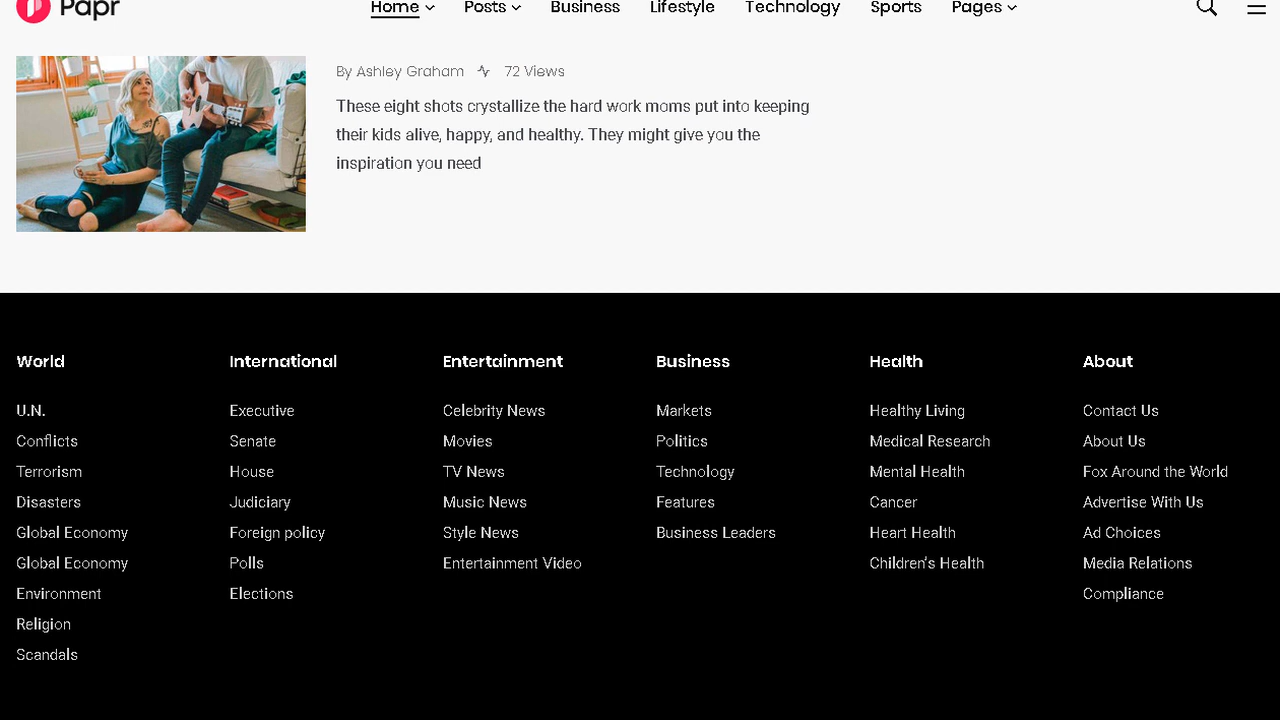 Papr
Home Posts Business Lifestyle Technology Sports Pages
By Ashley Graham 72 Views
These eight shots crystallize the hard work moms put into keeping
their kids alive, happy, and healthy. They might give you the
inspiration you need
World
U.N.
Conflicts
Terrorism
Disasters
Global Economy
Global Economy
Environment
Religion
Scandals
International
Executive
Senate
House
Judiciary
Foreign policy
Polls
Elections
Entertainment
Celebrity News
Movies
TV News
Music News
Style News
Entertainment Video
Business
Markets
Politics
Technology
Features
Business Leaders
Health
Healthy Living
Medical Research
Mental Health
Cancer
Heart Health
Children's Health
About
Contact Us
About Us
Fox Around the World
Advertise With Us
Ad Choices
Media Relations
Compliance